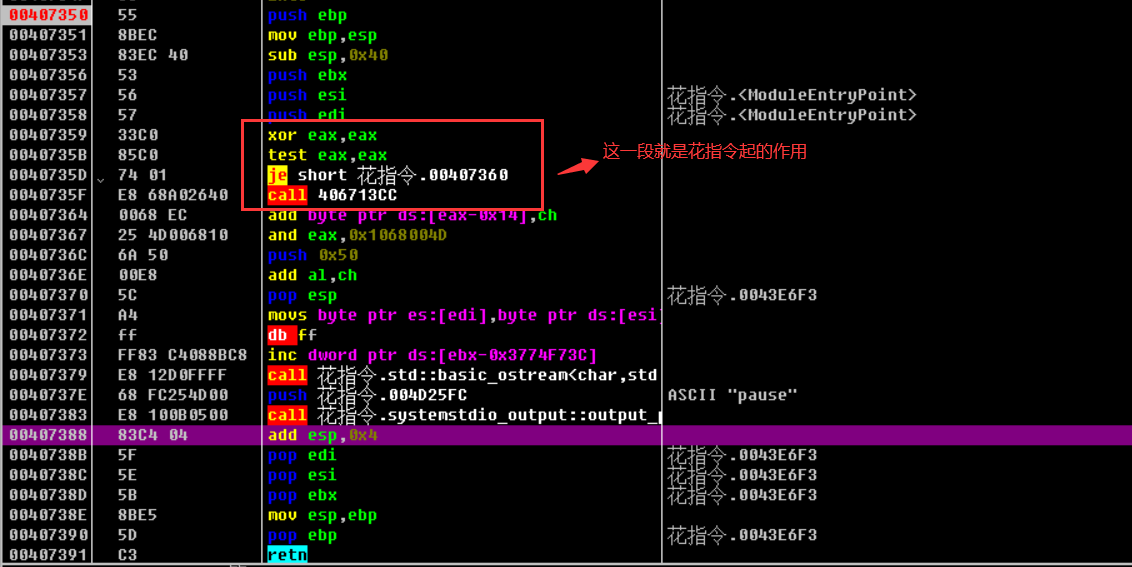 00407350 55 push ebp
00407351 8BEC mov ebp,esp
00407353 83EC 40 sub esp,0x40
00407356 53 push ebx
00407357 56 push esi 花指令.<ModuleEntryPoint>
00407358 57 push edi 花指令.<ModuleEntryPoint>
00407359 33C0 xor eax,eax
0040735B 85C0 test eax,eax 这一段就是花指令起的作用
0040735D 74 01 je short 花指令.00407360
0040735F E8 68A02640 call 406713CC
00407364 0068 EC add byte ptr ds:[eax-0x14],ch
00407367 25 4D006810 and eax,0x1068004D
0040736C 6A 50 push 0x50
0040736E 00E8 add al,ch
00407370 5C pop esp 花指令.0043E6F3
00407371 A4 movs byte ptr es:[edi],byte ptr ds:[esi]
00407372 ff db ff
00407373 FF83 C4088BC8 inc dword ptr ds:[ebx-0x3774F73C]
00407379 E8 12D0FFFF call 花指令.std::basic_ostream<char,std
0040737E 68 FC254D00 push 花指令.004D25FC ASCII "pause"
00407383 E8 100B0500 call 花指令.systemstdio_output::output_p
00407388 83C4 04 add esp,0x4
0040738B 5F pop edi 花指令.0043E6F3
0040738C 5E pop esi 花指令.0043E6F3
0040738D 5B pop ebx 花指令.0043E6F3
0040738E 8BE5 mov esp,ebp
00407390 5D pop ebp 花指令.0043E6F3
00407391 C3 retn